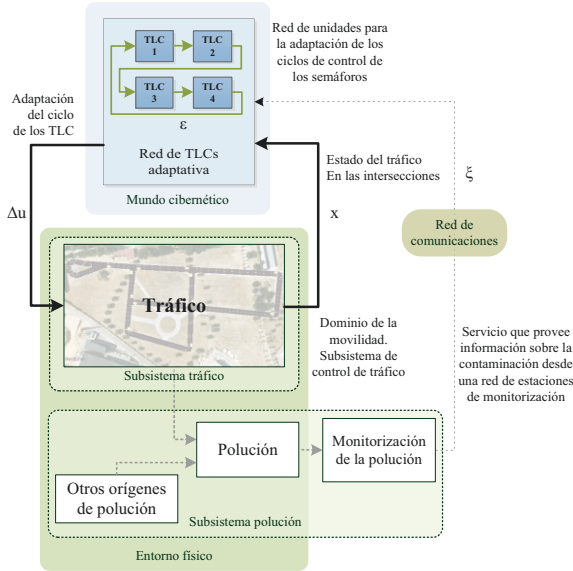 TLC
1
TLC
2
TLC
3
TLC
4
ε
Red de TLCs
adaptativa
Mundo cibernético
Red de unidades para
la adaptación de los
ciclos de control de
los semáforos
Adaptación
del ciclo
de los TLC
Estado del tráfico
En las intersecciones
ξ
Δu
x
Red de
comunicaciones
Tráfico
Subsistema tráfico
Dominio de la
movilidad.
Subsistema de
control de tráfico
Servicio que provee
información sobre la
contaminación desde
una red de estaciones
de monitorización
Polución
Monitorización
de la polución
Otros orígenes
de polución
Subsistema polución
Entorno físico